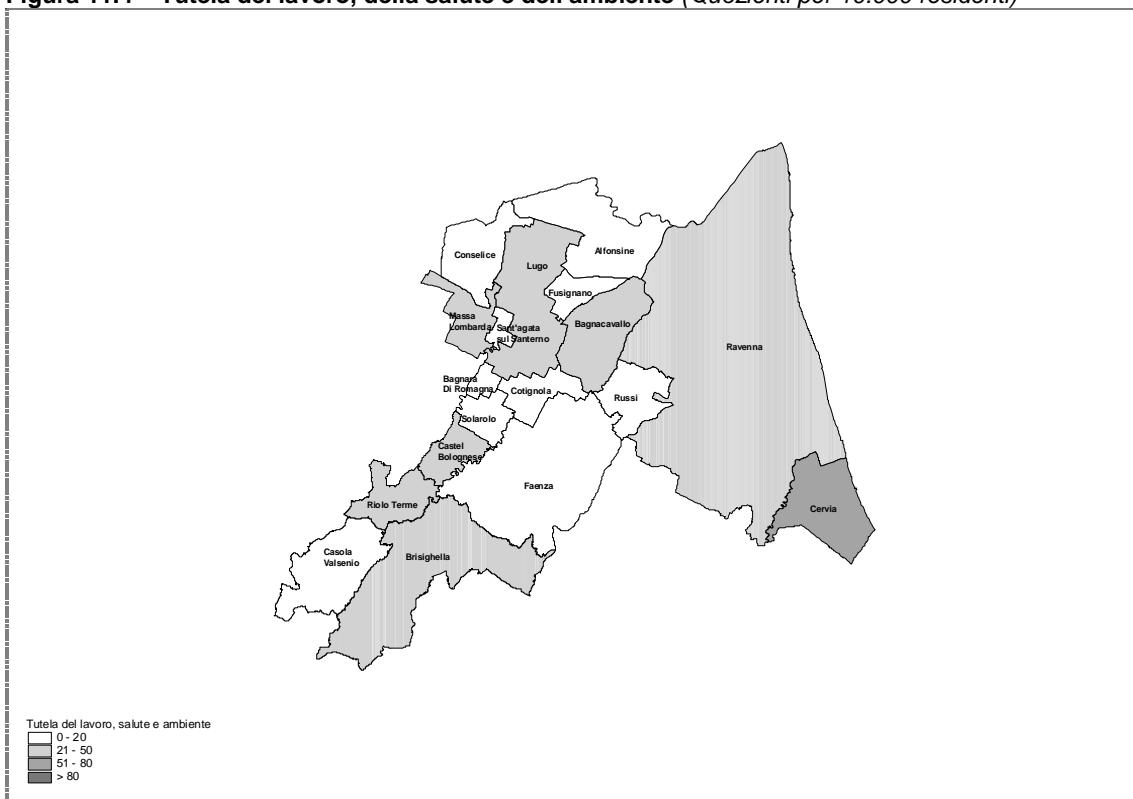 Tutela del lavoro, della salute e dell'ambiente (Quozienti per 10.000 residenti)
Alfonsine
Conselice
Lugo
Fusignano
Massa
Lombarda
Sant'agata
sul Santerno
Bagnacavallo
Ravenna
Bagnara
Di Romagna
Cotignola
Russi
Solarolo
Castel
Bolognese
Faenza
Riolo Terme
Cervia
Casola
Valsenio
Brisighella
Tutela del lavoro, salute e ambiente
0 - 20
21 - 50
51 - 80
> 80